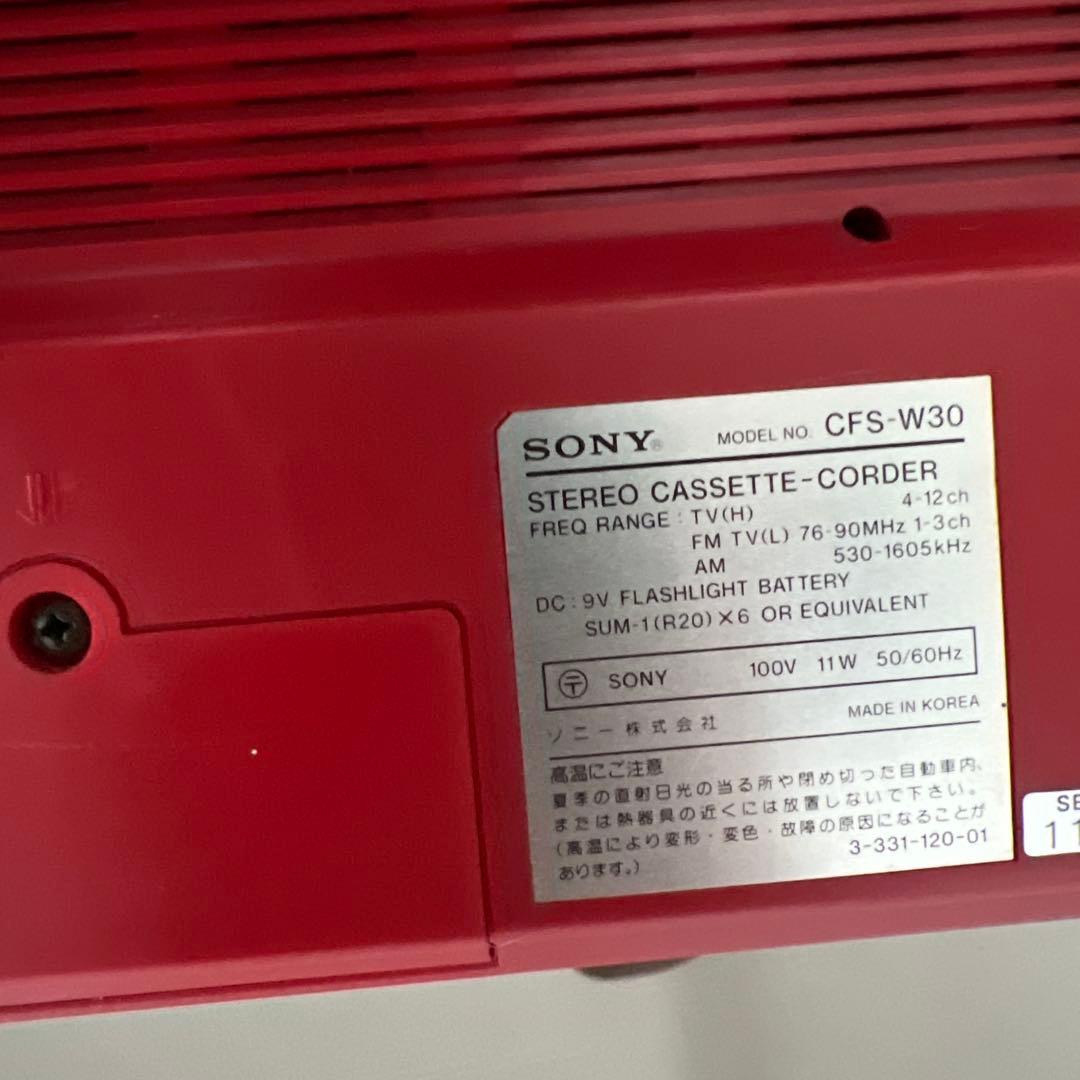 SONY® MODEL NO. CFS-W30
STEREO CASSETTE-CORDER
FREQ RANGE : TV(H) 4-12ch
FM TV(L) 76-90MHz 1-3ch
AM 530-1605kHz
DC : 9V FLASHLIGHT BATTERY
SUM-1(R20)×6 OR EQUIVALENT
〶 SONY 100V 11W 50/60Hz
ソニー株式会社 MADE IN KOREA
高温にご注意
夏季の直射日光の当る所や閉め切った自動車内、
または熱器具の近くには放置しないで下さい。
(高温により変形・変色・故障の原因になることが
あります。) 3-331-120-01
SE
11